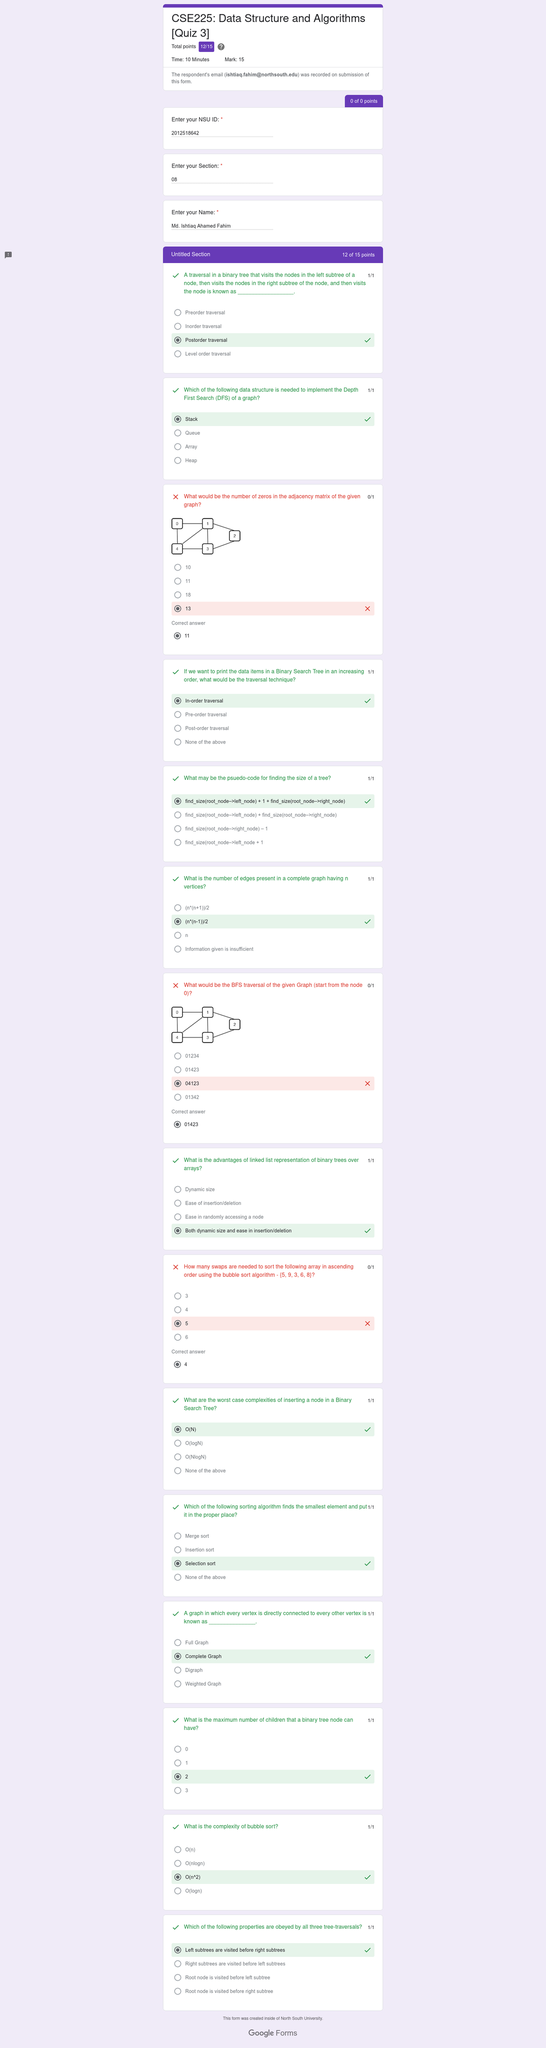 CSE225: Data Structure and Algorithms
[Quiz 3]
Total points 12/15
Time: 10 Minutes Mark: 15
The respondent's email (ishtiaq.fahim@northsouth.edu) was recorded on submission of
this form.
0 of 0 points
Enter your NSU ID: *
2012518642
Enter your Section: *
08
Enter your Name: *
Md. Ishtiaq Ahamed Fahim
Untitled Section 12 of 15 points
A traversal in a binary tree that visits the nodes in the left subtree of a 1/1
node, then visits the nodes in the right subtree of the node, and then visits
the node is known as ____________________.
Preorder traversal
Inorder traversal
Postorder traversal
Level order traversal
Which of the following data structure is needed to implement the Depth 1/1
First Search (DFS) of a graph?
Stack
Queue
Array
Heap
What would be the number of zeros in the adjacency matrix of the given 0/1
graph?
0 1
2
4 3
10
11
18
13
Correct answer
11
If we want to print the data items in a Binary Search Tree in an increasing 1/1
order, what would be the traversal technique?
In-order traversal
Pre-order traversal
Post-order traversal
None of the above
What may be the psuedo-code for finding the size of a tree? 1/1
find_size(root_node-->left_node) + 1 + find_size(root_node-->right_node)
find_size(root_node-->left_node) + find_size(root_node-->right_node)
find_size(root_node-->right_node) – 1
find_size(root_node-->left_node + 1
What is the number of edges present in a complete graph having n 1/1
vertices?
(n*(n+1))/2
(n*(n-1))/2
n
Information given is insufficient
What would be the BFS traversal of the given Graph (start from the node 0/1
0)?
0 1
2
4 3
01234
01423
04123
01342
Correct answer
01423
What is the advantages of linked list representation of binary trees over 1/1
arrays?
Dynamic size
Ease of insertion/deletion
Ease in randomly accessing a node
Both dynamic size and ease in insertion/deletion
How many swaps are needed to sort the following array in ascending 0/1
order using the bubble sort algorithm - {5, 9, 3, 6, 8}?
3
4
5
6
Correct answer
4
What are the worst case complexities of inserting a node in a Binary 1/1
Search Tree?
O(N)
O(logN)
O(NlogN)
None of the above
Which of the following sorting algorithm finds the smallest element and put 1/1
it in the proper place?
Merge sort
Insertion sort
Selection sort
None of the above
A graph in which every vertex is directly connected to every other vertex is 1/1
known as ________________.
Full Graph
Complete Graph
Digraph
Weighted Graph
What is the maximum number of children that a binary tree node can 1/1
have?
0
1
2
3
What is the complexity of bubble sort? 1/1
O(n)
O(nlogn)
O(n^2)
O(logn)
Which of the following properties are obeyed by all three tree-traversals? 1/1
Left subtrees are visited before right subtrees
Right subtrees are visited before left subtrees
Root node is visited before left subtree
Root node is visited before right subtree
This form was created inside of North South University.
Google Forms